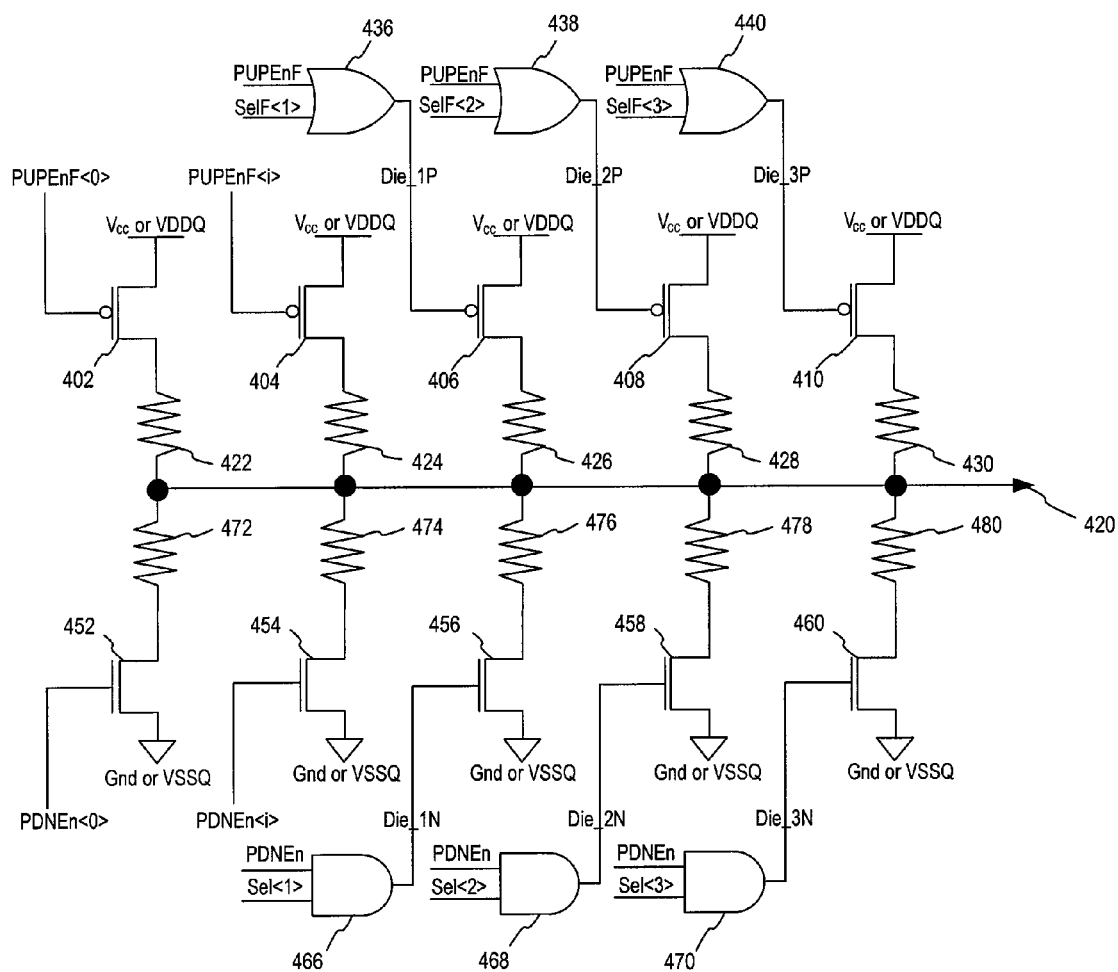 436
438
440
PUPEnF
PUPEnF
PUPEnF
SelF<1>
SelF<2>
SelF<3>
PUPEnF<0>
PUPEnF<i>
Die_1P
Die_2P
Die_3P
Vcc or VDDQ
Vcc or VDDQ
Vcc or VDDQ
Vcc or VDDQ
Vcc or VDDQ
402
404
406
408
410
422
424
426
428
430
420
472
474
476
478
480
452
454
456
458
460
Gnd or VSSQ
Gnd or VSSQ
Gnd or VSSQ
Gnd or VSSQ
Gnd or VSSQ
PDNEn<0>
PDNEn<i>
Die_1N
Die_2N
Die_3N
PDNEn
PDNEn
PDNEn
Sel<1>
Sel<2>
Sel<3>
466
468
470